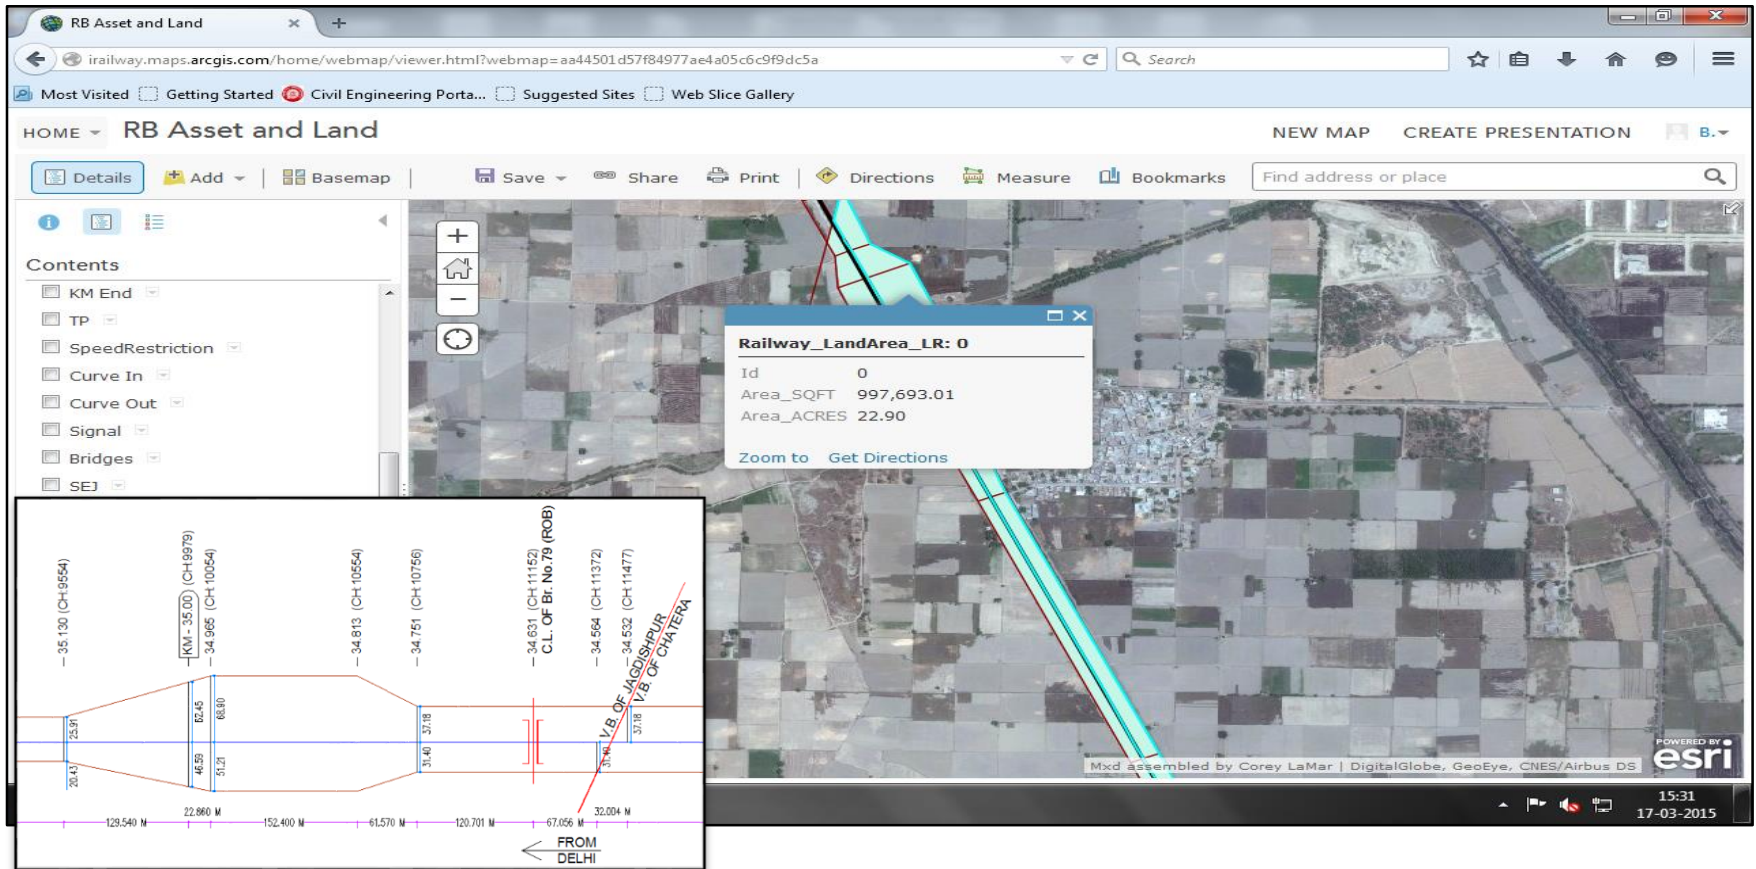 RB Asset and Land
irailway.maps.arcgis.com/home/webmap/viewer.html?webmap=aa44501d57f84977ae4a05c6c9f9dc5a
Search
Most Visited Getting Started Civil Engineering Porta... Suggested Sites Web Slice Gallery
HOME RB Asset and Land NEW MAP CREATE PRESENTATION B.
Details Add Basemap Save Share Print Directions Measure Bookmarks Find address or place
Contents
KM End
TP
SpeedRestriction
Curve In
Curve Out
Signal
Bridges
SEJ
Railway_LandArea_LR: 0
Id 0
Area_SQFT 997,693.01
Area_ACRES 22.90
Zoom to Get Directions
35.130 (CH:9554)
KM - 35.00 (CH:9979)
34.965 (CH: 10054)
34.813 (CH: 10554)
34.751 (CH: 10756)
34.631 (CH: 11152)
C.L. OF Br. No.79 (ROB)
34.564 (CH: 11372)
34.532 (CH: 11477)
V.B. OF JAGDISHPUR
V.B. OF CHATERA
25.91 62.45 68.90 37.18 37.18
20.43 46.59 51.21 31.40 31.40
129.540 M 22.860 M 152.400 M 61.570 M 120.701 M 67.056 M 32.004 M
FROM
DELHI
Mxd assembled by Corey LaMar | DigitalGlobe, GeoEye, CNES/Airbus DS
POWERED BY
esri
15:31
17-03-2015